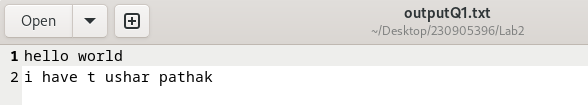 Open
outputQ1.txt
~/Desktop/230905396/Lab2
1 hello world
2 i have t ushar pathak